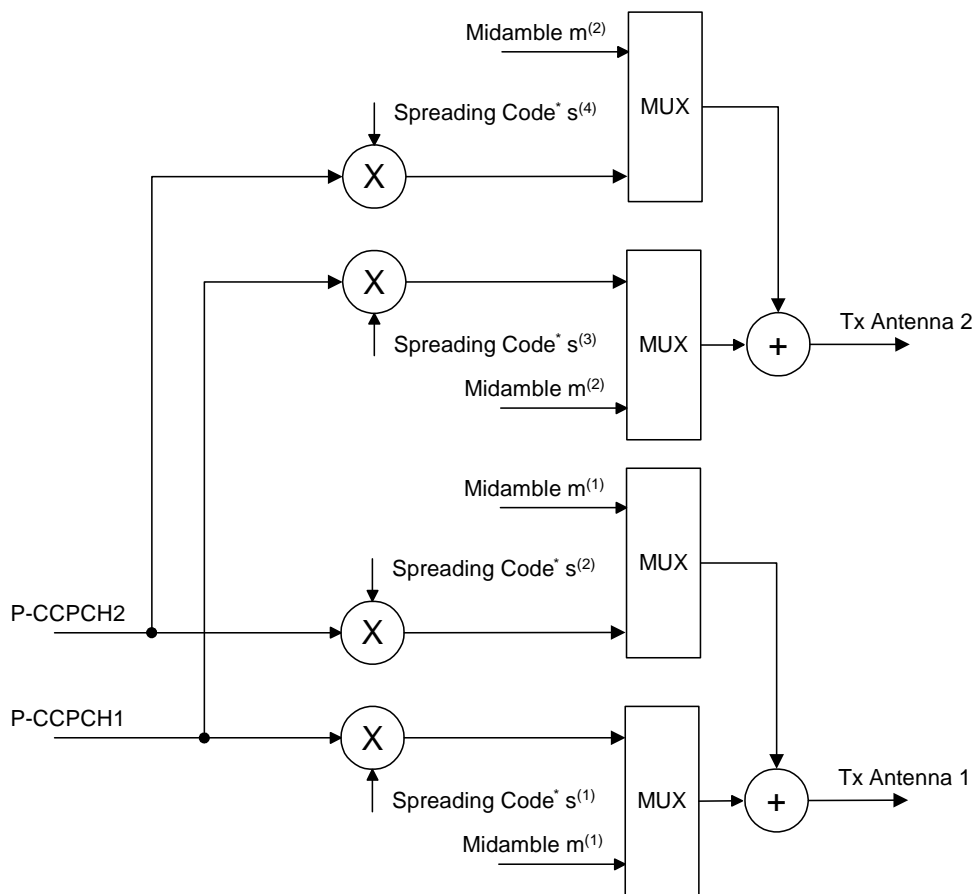 Midamble m(2)
MUX
Spreading Code* s(4)
X
X
Tx Antenna 2
MUX
+
Spreading Code* s(3)
Midamble m(2)
Midamble m(1)
MUX
Spreading Code* s(2)
P-CCPCH2
X
P-CCPCH1
X
Tx Antenna 1
MUX
+
Spreading Code* s(1)
Midamble m(1)